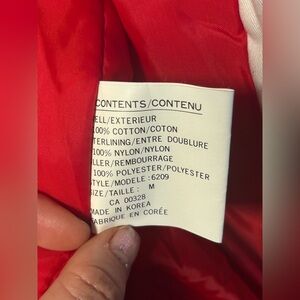 CONTENTS/CONTENU
ELL/EXTERIEUR
100% COTTON/COTON
TERLINING/ENTRE DOUBLURE
100% NYLON/NYLON
LLER/REMBOURRAGE
100% POLYESTER/POLYESTER
STYLE/MODELE:6209
SIZE/TAILLE: M
CA 00328
MADE IN KOREA
FABRIQUE EN CORÉE